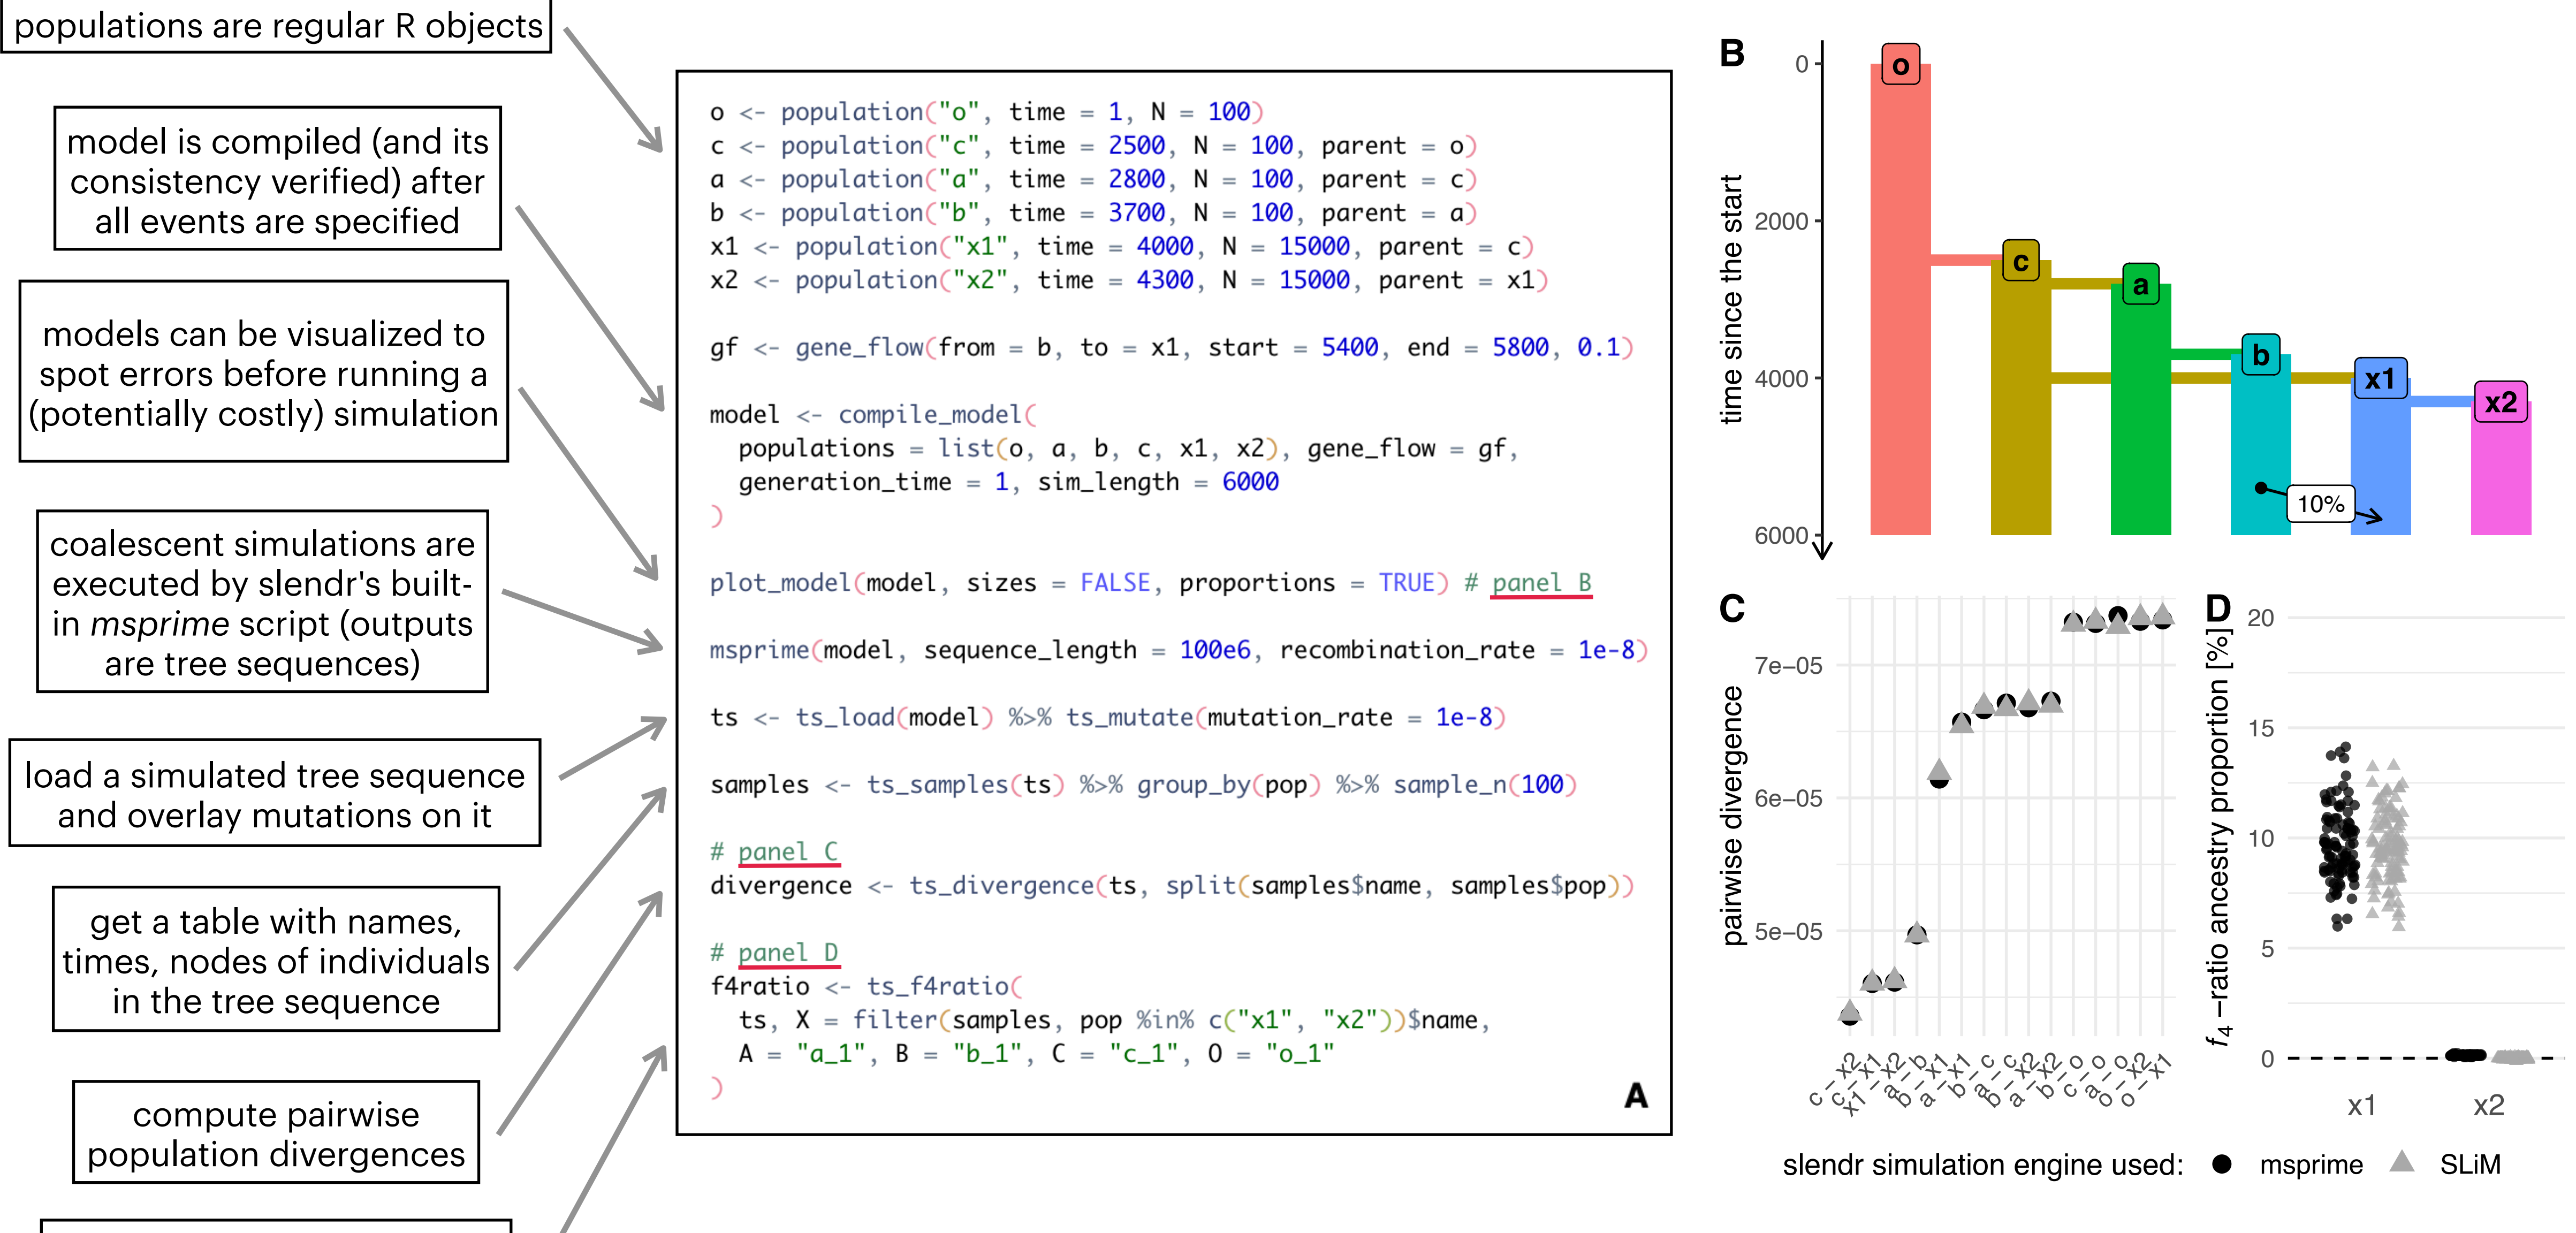 populations are regular R objects
model is compiled (and its
consistency verified) after
all events are specified
models can be visualized to
spot errors before running a
(potentially costly) simulation
coalescent simulations are
executed by slendr's built-
in msprime script (outputs
are tree sequences)
load a simulated tree sequence
and overlay mutations on it
get a table with names,
times, nodes of individuals
in the tree sequence
compute pairwise
population divergences
o <- population("o", time = 1, N = 100)
c <- population("c", time = 2500, N = 100, parent = o)
a <- population("a", time = 2800, N = 100, parent = c)
b <- population("b", time = 3700, N = 100, parent = a)
x1 <- population("x1", time = 4000, N = 15000, parent = c)
x2 <- population("x2", time = 4300, N = 15000, parent = x1)
gf <- gene_flow(from = b, to = x1, start = 5400, end = 5800, 0.1)
model <- compile_model(
populations = list(o, a, b, c, x1, x2), gene_flow = gf,
generation_time = 1, sim_length = 6000
)
plot_model(model, sizes = FALSE, proportions = TRUE) # panel B
msprime(model, sequence_length = 100e6, recombination_rate = 1e-8)
ts <- ts_load(model) %>% ts_mutate(mutation_rate = 1e-8)
samples <- ts_samples(ts) %>% group_by(pop) %>% sample_n(100)
# panel C
divergence <- ts_divergence(ts, split(samples$name, samples$pop))
# panel D
f4ratio <- ts_f4ratio(
ts, X = filter(samples, pop %in% c("x1", "x2"))$name,
A = "a_1", B = "b_1", C = "c_1", O = "o_1"
)
A
B
time since the start
0
2000
4000
6000
o
c
a
b
x1
x2
10%
C
pairwise divergence
7e−05
6e−05
5e−05
c – x2
c – x1
x1 – x2
a – b
b – x1
a – x1
b – c
a – c
b – x2
a – x2
b – o
c – o
a – o
o – x2
o – x1
D
f4 −ratio ancestry proportion [%]
20
15
10
5
0
x1
x2
slendr simulation engine used: msprime SLiM